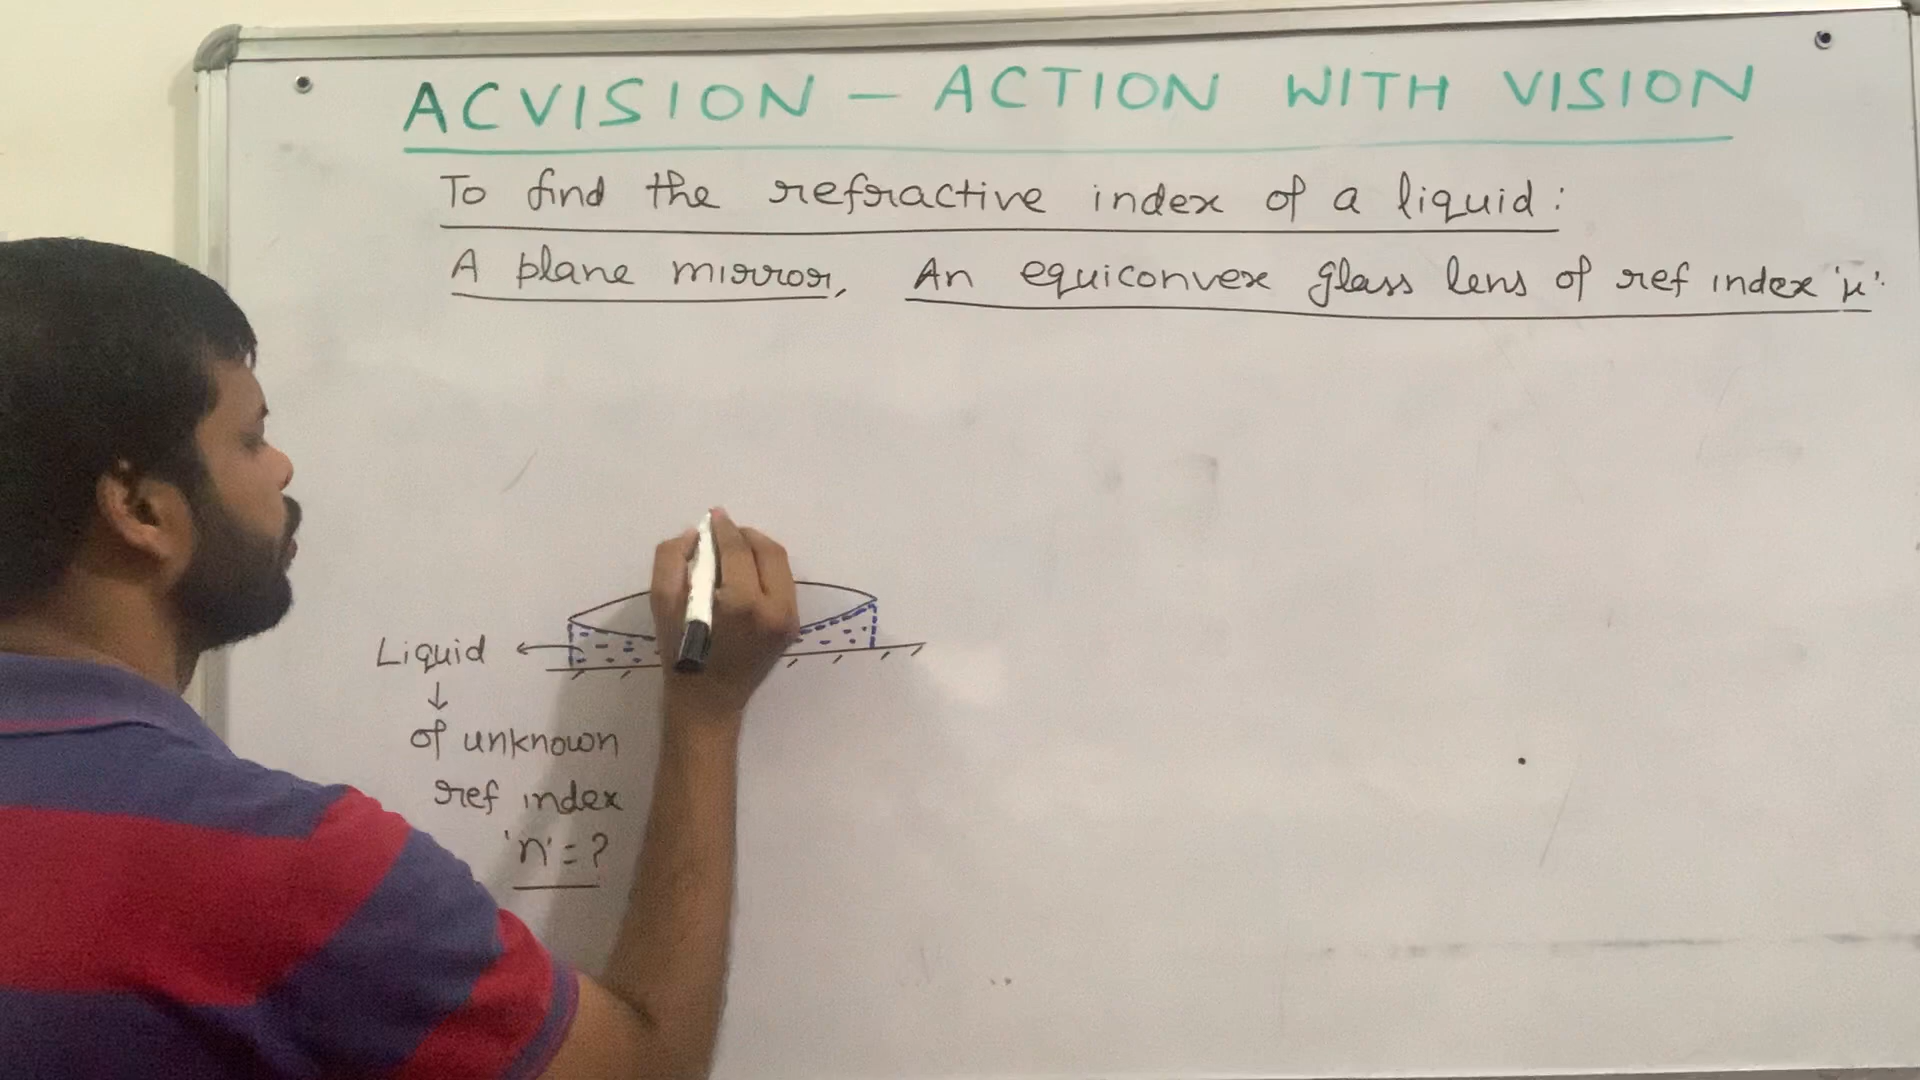 ACVISION - ACTION WITH VISION
To find the refractive index of a liquid:
A plane mirror, An equiconvex glass lens of ref index 'μ'.
Liquid ←
↓
of unknown
ref index
'n' = ?